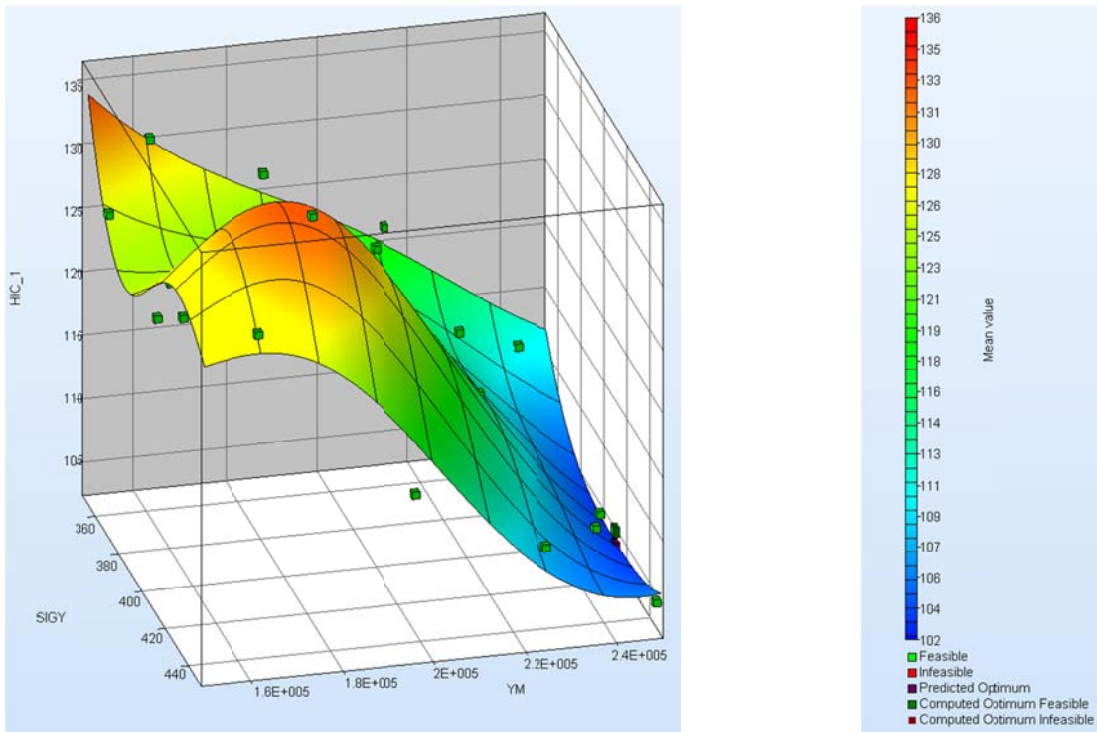 135
130
125
120
115
110
105
HIC_1
360
380
400
420
440
SIGY
1.6E+005
1.8E+005
2E+005
2.2E+005
2.4E+005
YM
136
135
133
131
130
128
126
125
123
121
119
118
116
114
113
111
109
107
106
104
102
Mean value
Feasible
Infeasible
Predicted Optimum
Computed Optimum Feasible
Computed Optimum Infeasible